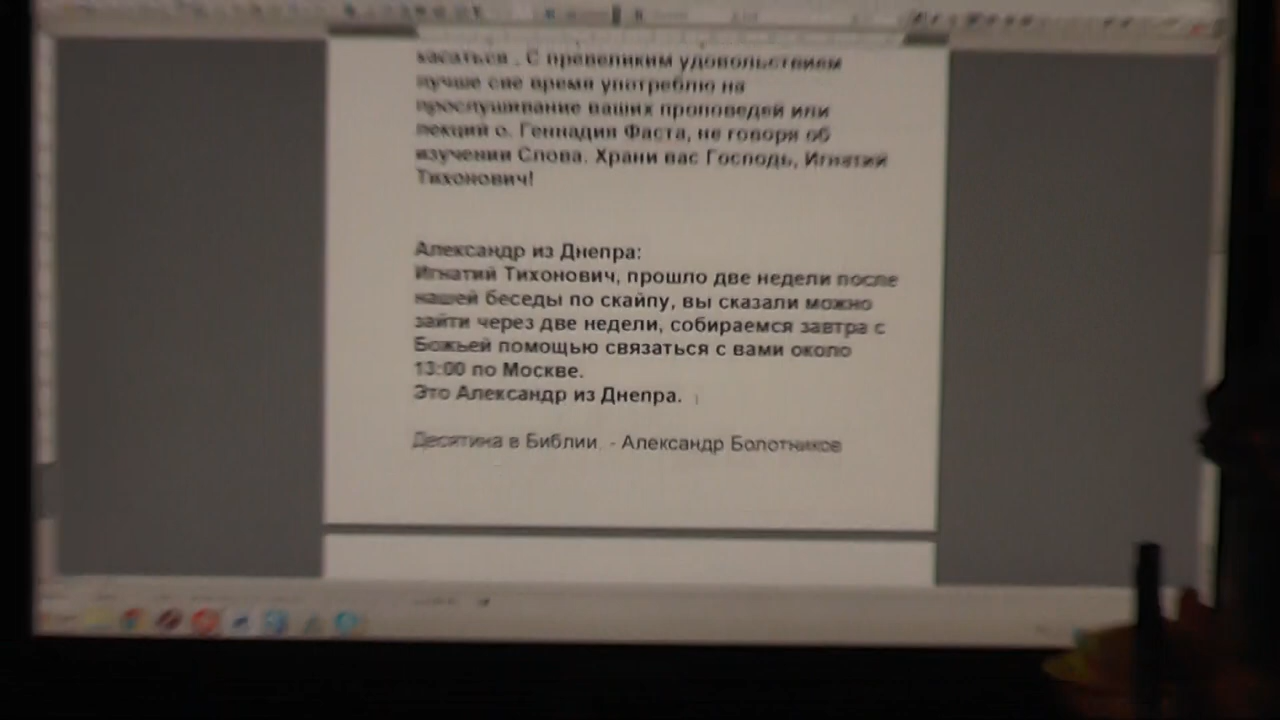 касаться . С превеликим удовольствием
лучше сие время употреблю на
прослушивание ваших проповедей или
лекций о. Геннадия Фаста, не говоря об
изучении Слова. Храни вас Господь, Игнатий
Тихонович!
Александр из Днепра:
Игнатий Тихонович, прошло две недели после
нашей беседы по скайпу, вы сказали можно
зайти через две недели, собираемся завтра с
Божьей помощью связаться с вами около
13:00 по Москве.
Это Александр из Днепра.
Десятина в Библии. - Александр Болотников